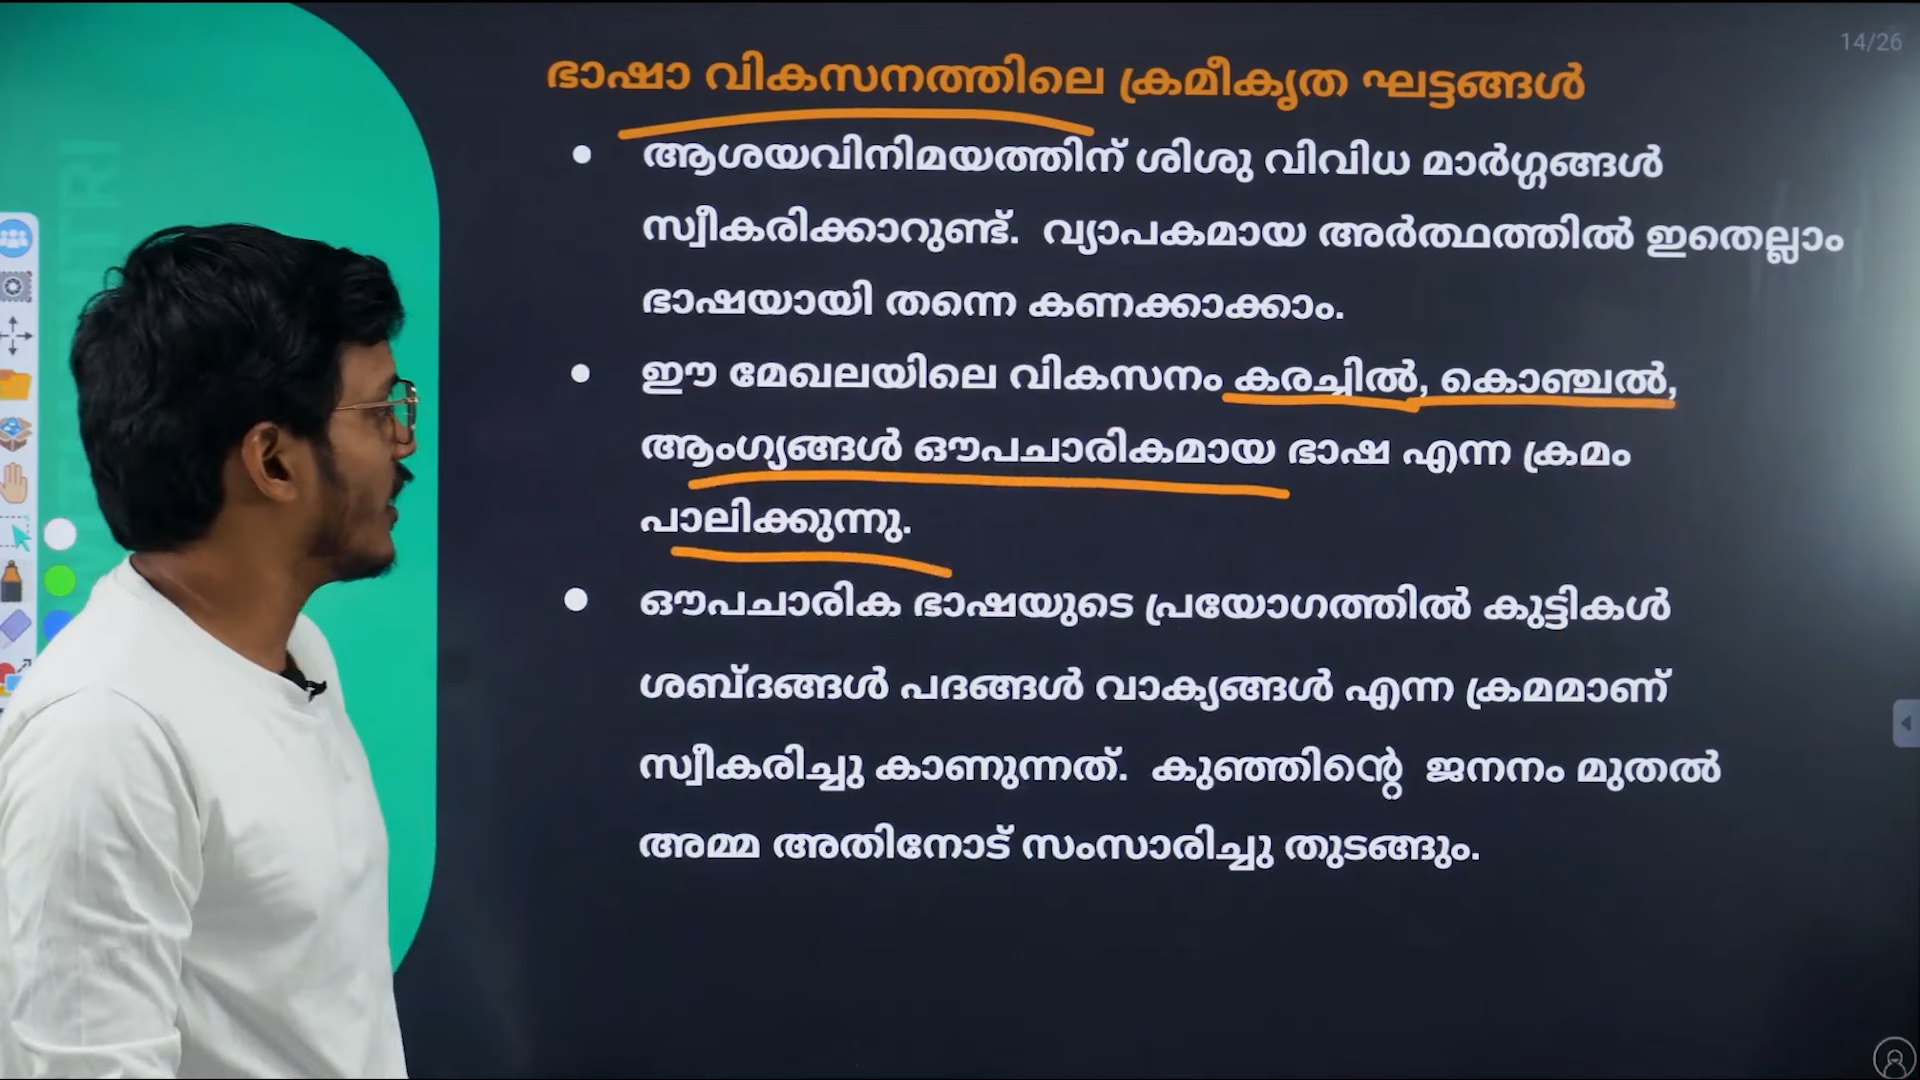 14/26
ഭാഷാ വികസനത്തിലെ ക്രമീകൃത ഘട്ടങ്ങൾ
• ആശയവിനിമയത്തിന് ശിശു വിവിധ മാർഗ്ഗങ്ങൾ
സ്വീകരിക്കാറുണ്ട്. വ്യാപകമായ അർത്ഥത്തിൽ ഇതെല്ലാം
ഭാഷയായി തന്നെ കണക്കാക്കാം.
• ഈ മേഖലയിലെ വികസനം കരച്ചിൽ, കൊഞ്ചൽ,
ആംഗ്യങ്ങൾ ഔപചാരികമായ ഭാഷ എന്ന ക്രമം
പാലിക്കുന്നു.
• ഔപചാരിക ഭാഷയുടെ പ്രയോഗത്തിൽ കുട്ടികൾ
ശബ്ദങ്ങൾ പദങ്ങൾ വാക്യങ്ങൾ എന്ന ക്രമമാണ്
സ്വീകരിച്ചു കാണുന്നത്. കുഞ്ഞിന്റെ ജനനം മുതൽ
അമ്മ അതിനോട് സംസാരിച്ചു തുടങ്ങും.